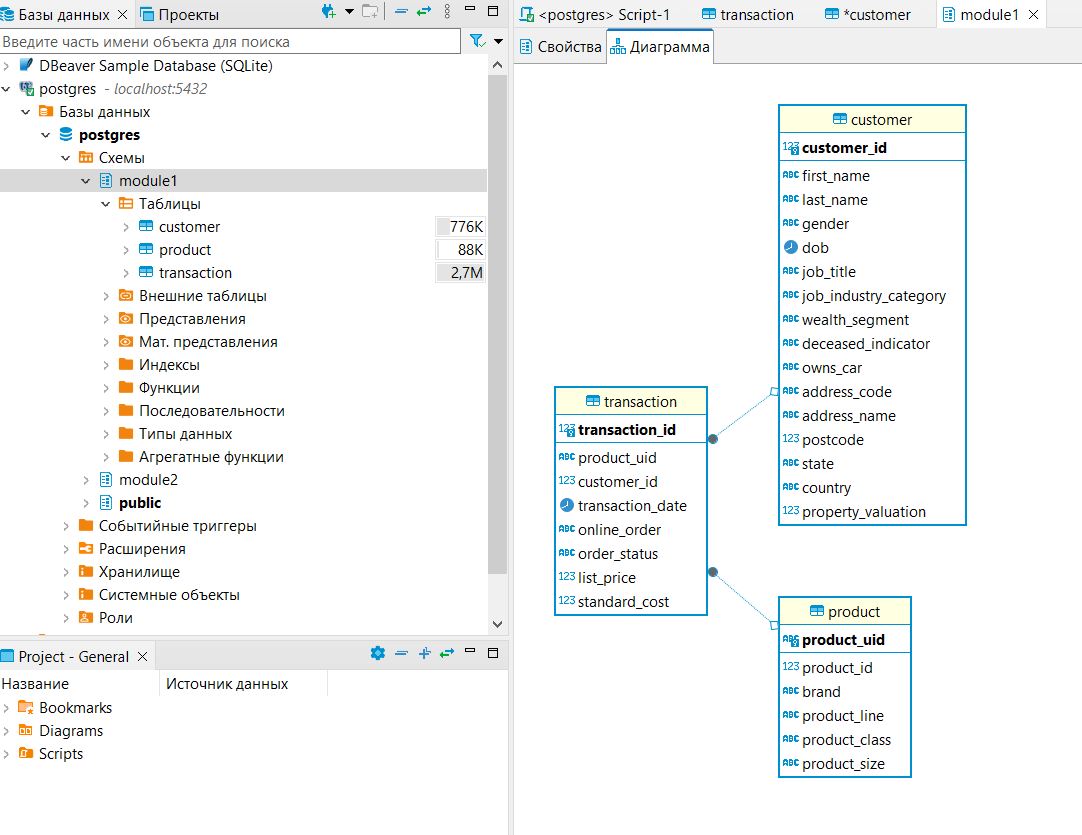 Базы данных
Проекты
Введите часть имени объекта для поиска
DBeaver Sample Database (SQLite)
postgres - localhost:5432
Базы данных
postgres
Схемы
module1
Таблицы
customer 776K
product 88K
transaction 2,7M
Внешние таблицы
Представления
Мат. представления
Индексы
Функции
Последовательности
Типы данных
Агрегатные функции
module2
public
Событийные триггеры
Расширения
Хранилище
Системные объекты
Роли
Project - General
Название Источник данных
Bookmarks
Diagrams
Scripts
<postgres> Script-1 transaction *customer module1
Свойства Диаграмма
customer
123 customer_id
ABC first_name
ABC last_name
ABC gender
dob
ABC job_title
ABC job_industry_category
ABC wealth_segment
ABC deceased_indicator
ABC owns_car
ABC address_code
ABC address_name
123 postcode
ABC state
ABC country
123 property_valuation
transaction
123 transaction_id
ABC product_uid
123 customer_id
transaction_date
ABC online_order
ABC order_status
123 list_price
123 standard_cost
product
ABC product_uid
123 product_id
ABC brand
ABC product_line
ABC product_class
ABC product_size